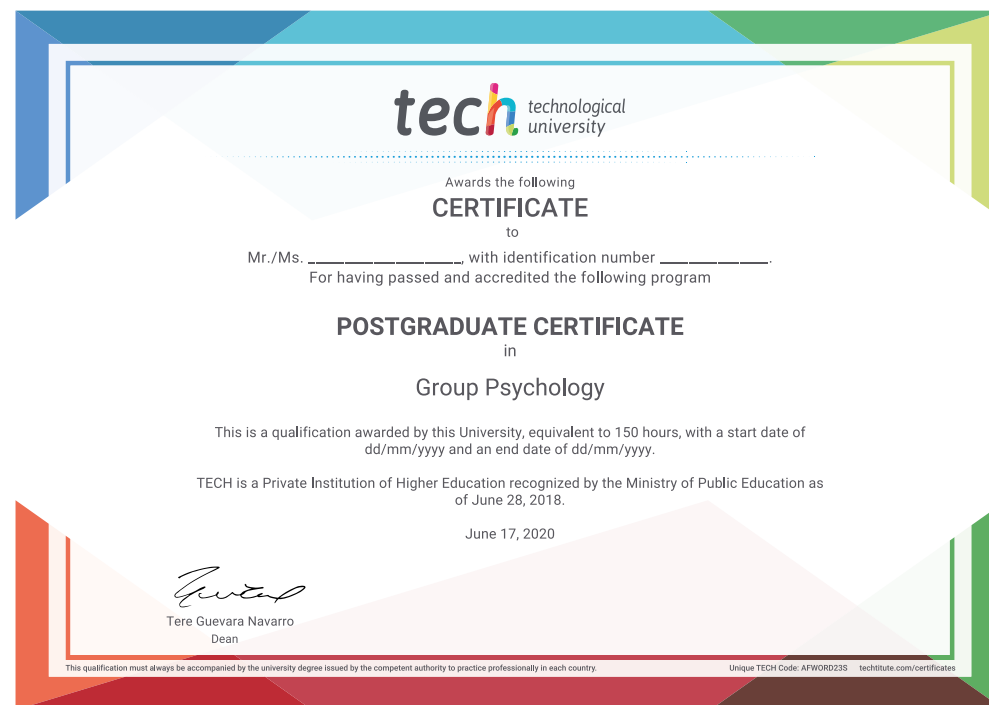 tech technological
university
Awards the following
CERTIFICATE
to
Mr./Ms. ____________________, with identification number ______________.
For having passed and accredited the following program
POSTGRADUATE CERTIFICATE
in
Group Psychology
This is a qualification awarded by this University, equivalent to 150 hours, with a start date of
dd/mm/yyyy and an end date of dd/mm/yyyy.
TECH is a Private Institution of Higher Education recognized by the Ministry of Public Education as
of June 28, 2018.
June 17, 2020
Tere Guevara Navarro
Dean
This qualification must always be accompanied by the university degree issued by the competent authority to practice professionally in each country.
Unique TECH Code: AFWORD23S techtitute.com/certificates